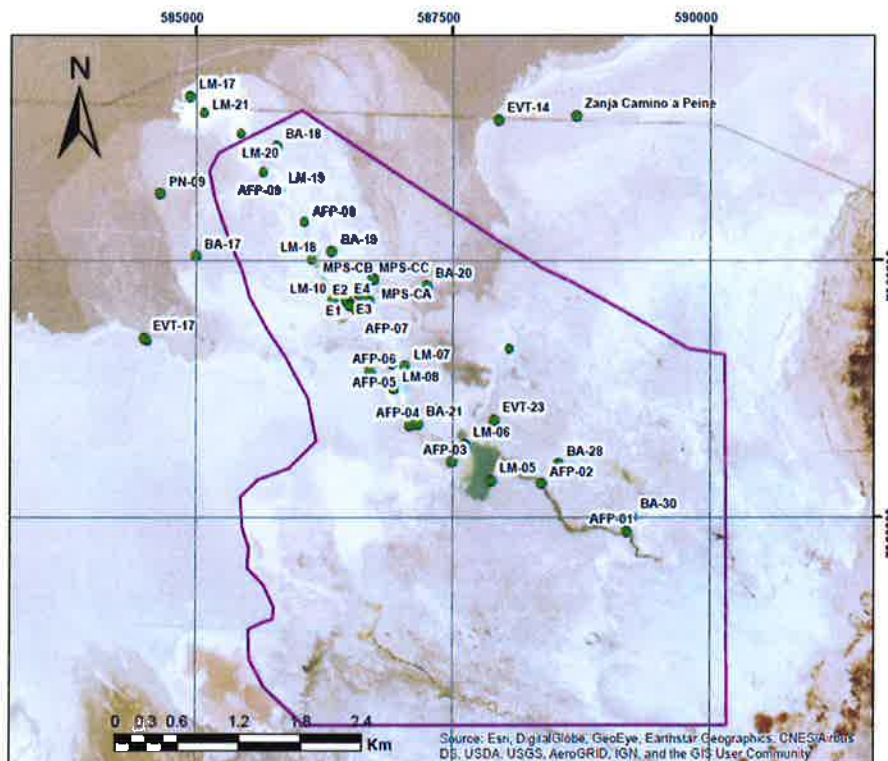 585000 587500 590000
N
LM-17
LM-21
EVT-14
Zanja Camino a Peine
BA-18
LM-20
PN-09
AFP-09
LM-19
AFP-08
BA-17
LM-18
BA-19
MPS-CB
MPS-CC
BA-20
LM-10
E2
E4
MPS-CA
E1
E3
EVT-17
AFP-07
AFP-06
LM-07
AFP-05
LM-08
AFP-04
BA-21
EVT-23
LM-06
AFP-03
BA-28
LM-05
AFP-02
BA-30
AFP-01
0 0.3 0.6 1.2 1.8 2.4
Km
Source: Esri, DigitalGlobe, GeoEye, Earthstar Geographics, CNES/Airbus
DS, USDA, USGS, AeroGRID, IGN, and the GIS User Community